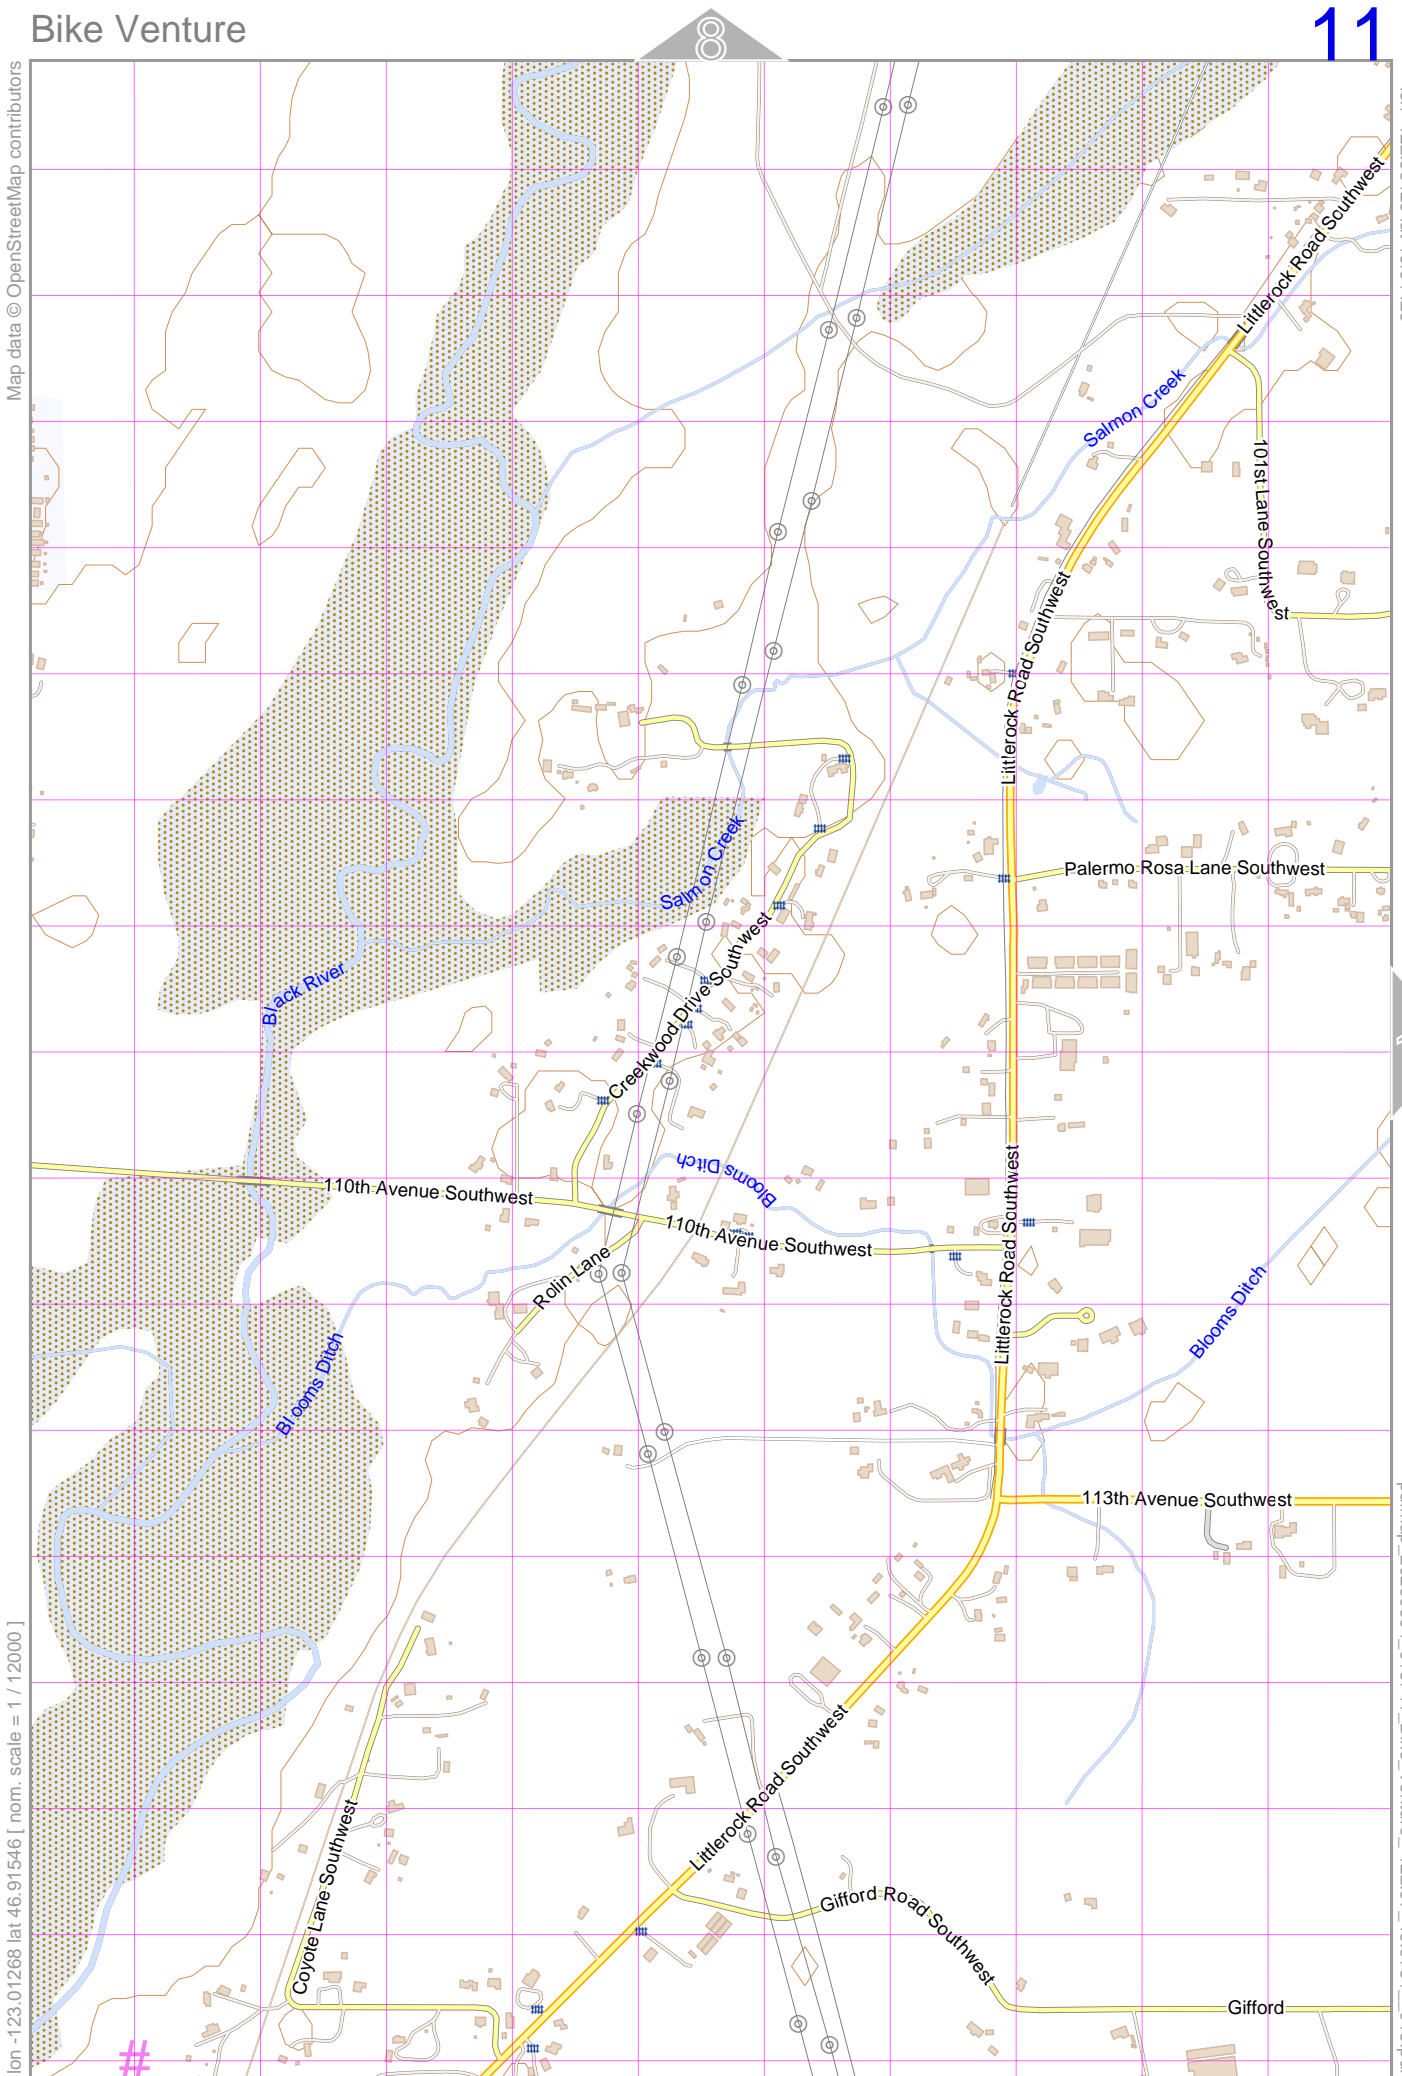 Bike Venture
8
11
Map data © OpenStreetMap contributors
Littlerock Road Southwest
Salmon Creek
101st Lane Southwest
Littlerock Road Southwest
Salmon Creek
Palermo Rosa Lane Southwest
Creekwood Drive Southwest
Black River
Blooms Ditch
110th Avenue Southwest
110th Avenue Southwest
Littlerock Road Southwest
Rolin Lane
Blooms Ditch
Blooms Ditch
113th Avenue Southwest
Littlerock Road Southwest
Coyote Lane Southwest
Gifford Road Southwest
Gifford
lon -123.01268 lat 46.91546 [ nom. scale = 1 / 12000 ]
#